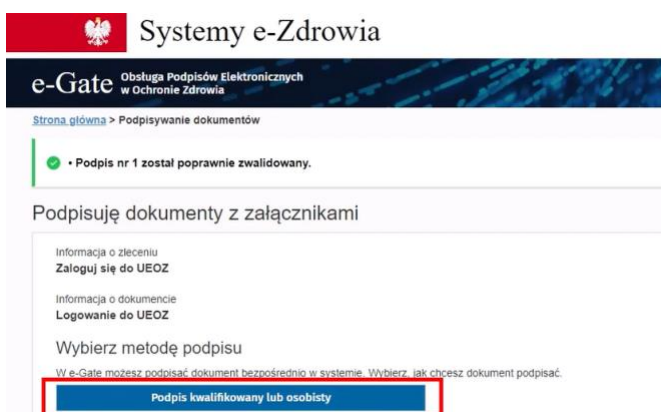 Systemy e-Zdrowia
e-Gate Obsługa Podpisów Elektronicznych
w Ochronie Zdrowia
Strona główna > Podpisywanie dokumentów
• Podpis nr 1 został poprawnie zwalidowany.
Podpisuję dokumenty z załącznikami
Informacja o zleceniu
Zaloguj się do UEOZ
Informacja o dokumencie
Logowanie do UEOZ
Wybierz metodę podpisu
W e-Gate możesz podpisać dokument bezpośrednio w systemie. Wybierz, jak chcesz dokument podpisać.
Podpis kwalifikowany lub osobisty